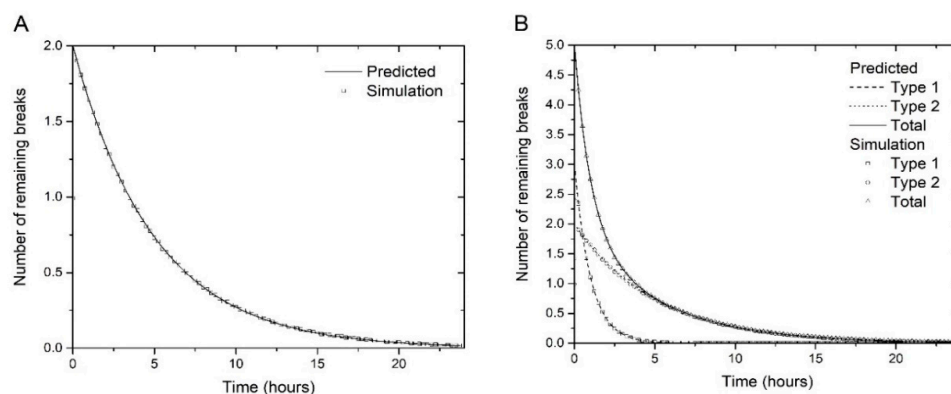 A
Number of remaining breaks
2.0
1.5
1.0
0.5
0.0
0
5
10
15
20
Time (hours)
Predicted
Simulation
B
Number of remaining breaks
5.0
4.5
4.0
3.5
3.0
2.5
2.0
1.5
1.0
0.5
0.0
0
5
10
15
20
Time (hours)
Predicted
Type 1
Type 2
Total
Simulation
Type 1
Type 2
Total